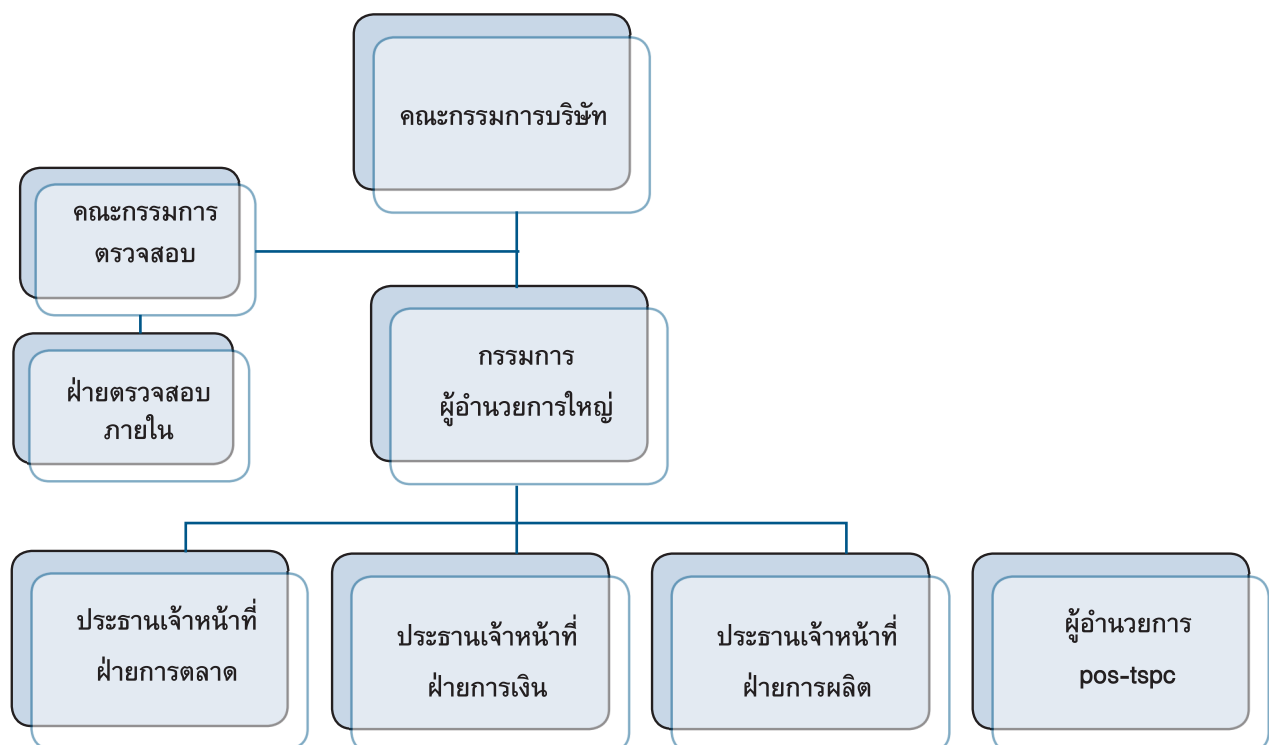 คณะกรรมการบริษัท
คณะกรรมการ
ตรวจสอบ
กรรมการ
ผู้อำนวยการใหญ่
ฝ่ายตรวจสอบ
ภายใน
ประธานเจ้าหน้าที่
ฝ่ายการตลาด
ประธานเจ้าหน้าที่
ฝ่ายการเงิน
ประธานเจ้าหน้าที่
ฝ่ายการผลิต
ผู้อำนวยการ
pos-tspc